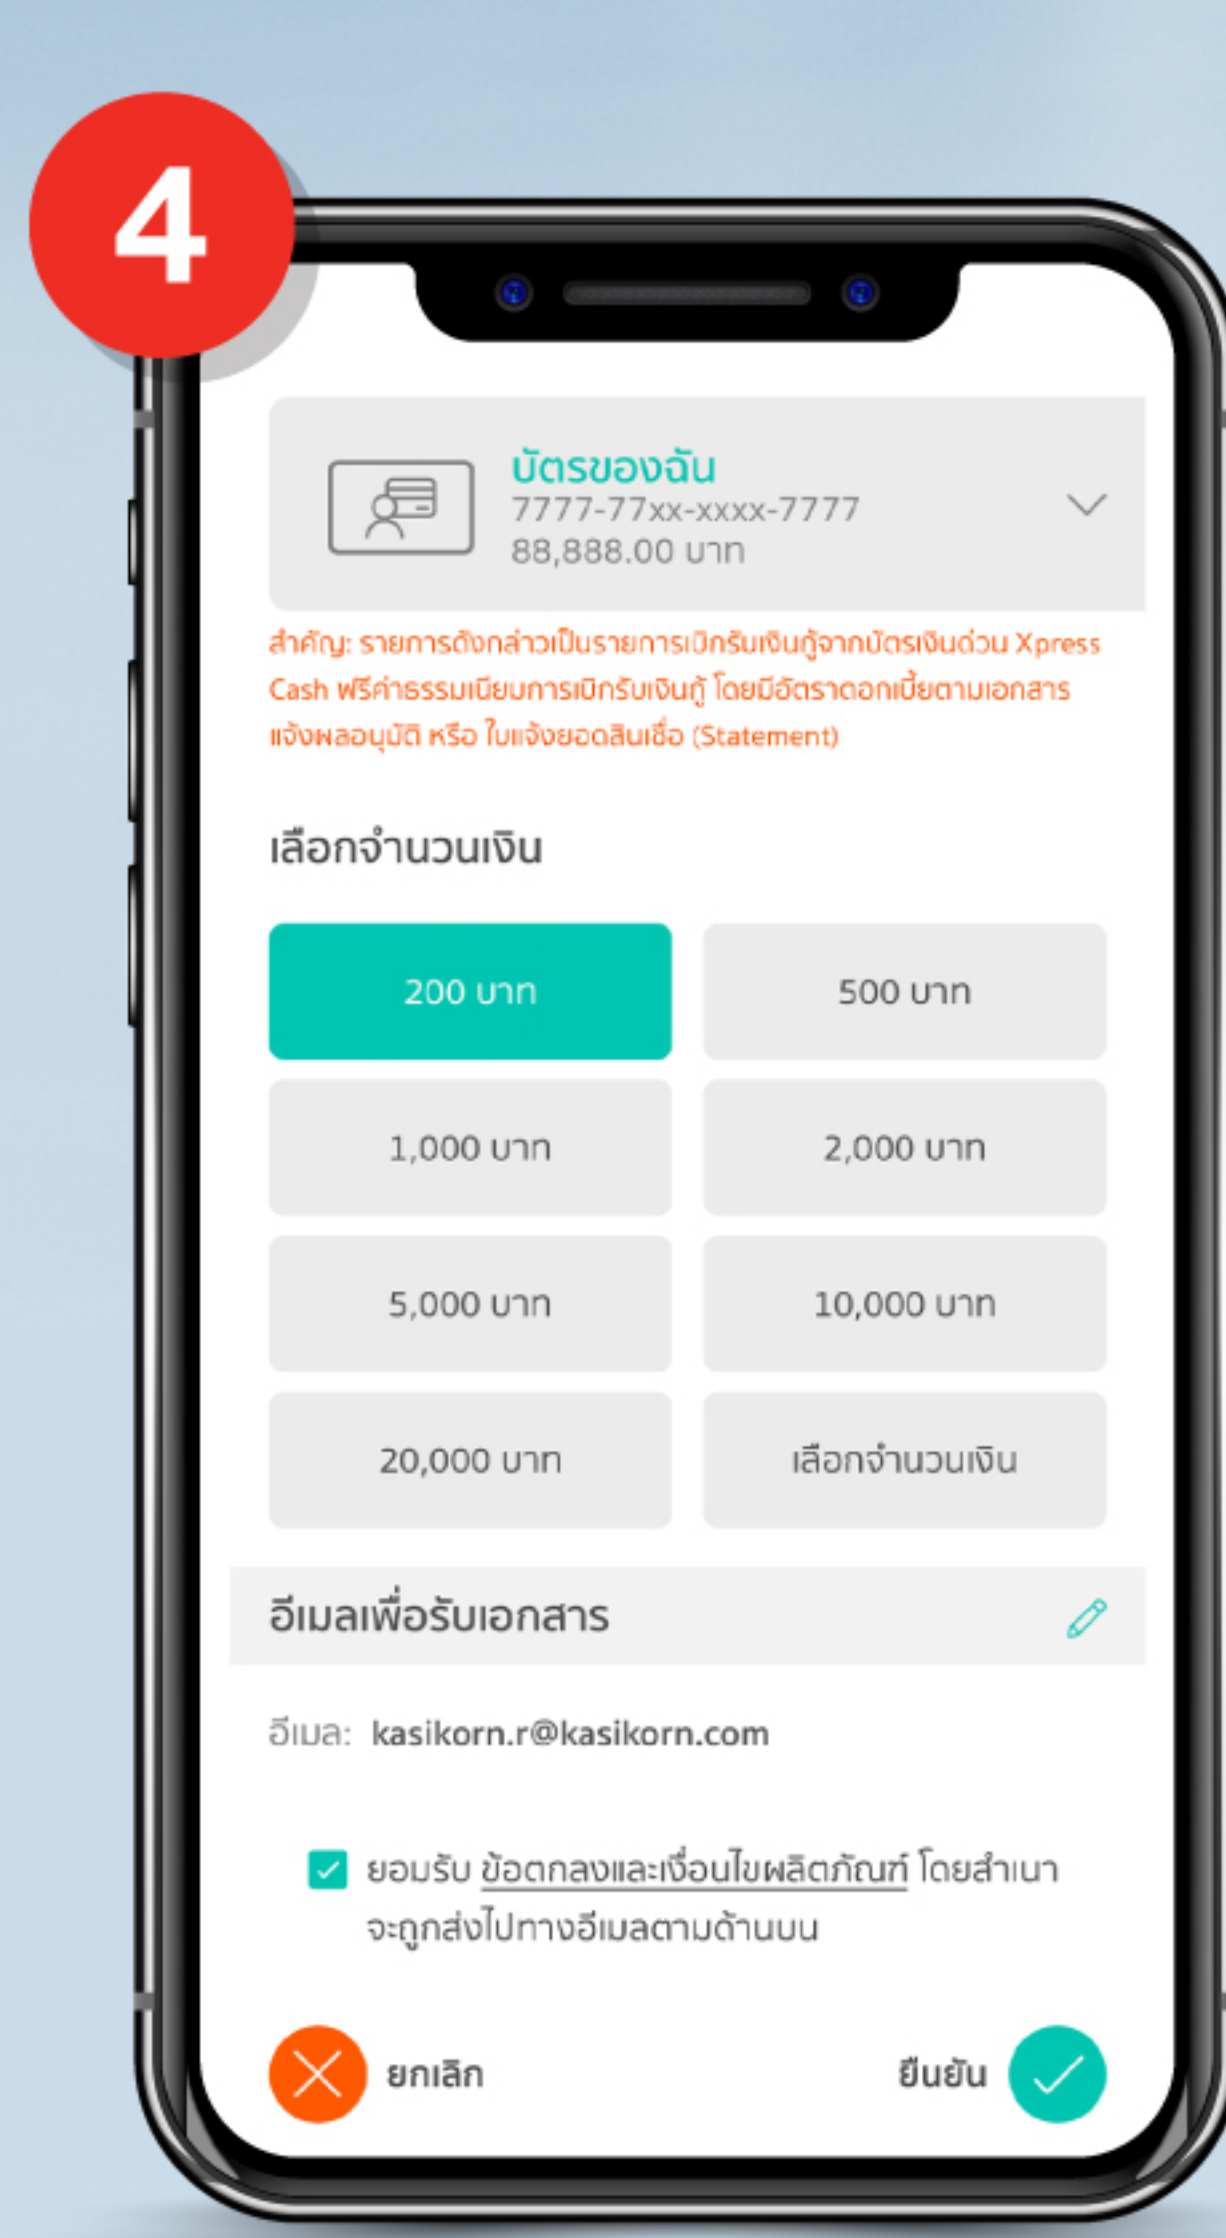 4
บัตรของฉัน
7777-77xx-xxxx-7777
88,888.00 บาท
สำคัญ: รายการดังกล่าวเป็นรายการเบิกรับเงินกู้จากบัตรเงินด่วน Xpress
Cash ฟรีค่าธรรมเนียมการเบิกรับเงินกู้ โดยมีอัตราดอกเบี้ยตามเอกสาร
แจ้งผลอนุมัติ หรือ ใบแจ้งยอดสินเชื่อ (Statement)
เลือกจำนวนเงิน
200 บาท
500 บาท
1,000 บาท
2,000 บาท
5,000 บาท
10,000 บาท
20,000 บาท
เลือกจำนวนเงิน
อีเมลเพื่อรับเอกสาร
อีเมล: kasikorn.r@kasikorn.com
ยอมรับ ข้อตกลงและเงื่อนไขผลิตภัณฑ์ โดยสำเนา
จะถูกส่งไปทางอีเมลตามด้านบน
ยกเลิก
ยืนยัน